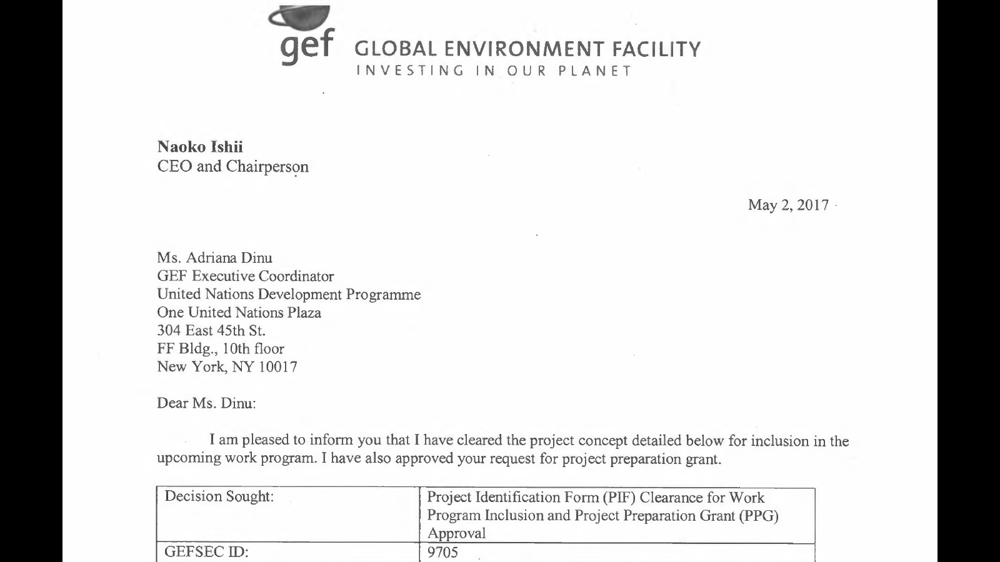 gef GLOBAL ENVIRONMENT FACILITY
INVESTING IN OUR PLANET
Naoko Ishii
CEO and Chairperson
May 2, 2017
Ms. Adriana Dinu
GEF Executive Coordinator
United Nations Development Programme
One United Nations Plaza
304 East 45th St.
FF Bldg., 10th floor
New York, NY 10017
Dear Ms. Dinu:
I am pleased to inform you that I have cleared the project concept detailed below for inclusion in the
upcoming work program. I have also approved your request for project preparation grant.
Decision Sought:
Project Identification Form (PIF) Clearance for Work
Program Inclusion and Project Preparation Grant (PPG)
Approval
GEFSEC ID:
9705